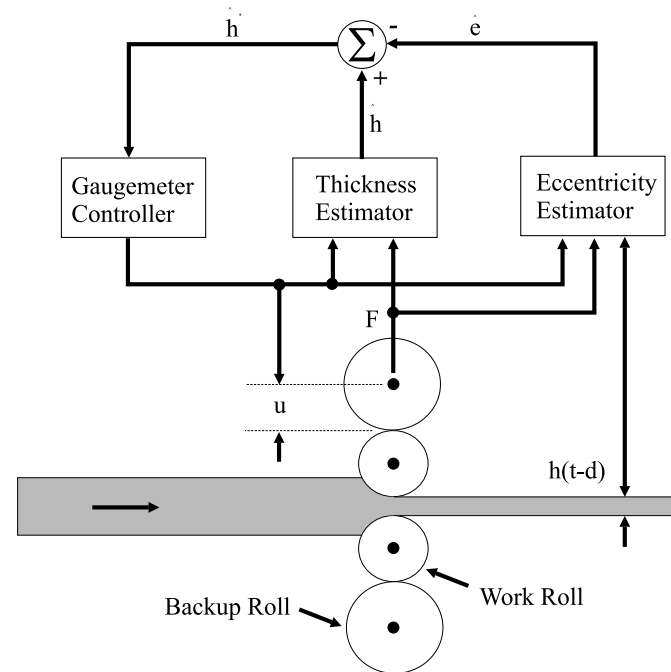 ḣ
-
ė
Σ
+
ḣ
Gaugemeter
Controller
Thickness
Estimator
Eccentricity
Estimator
F
u
h(t-d)
Work Roll
Backup Roll